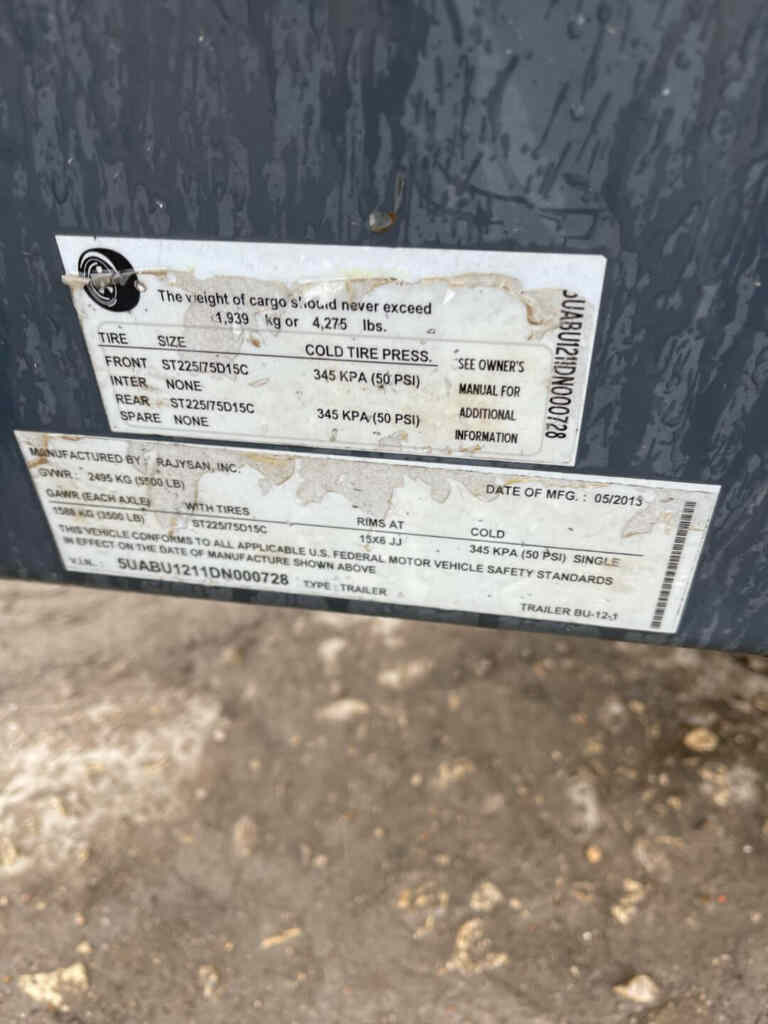 The weight of cargo should never exceed
1,939 kg or 4,275 lbs.
TIRE SIZE COLD TIRE PRESS.
FRONT ST225/75D15C 345 KPA (50 PSI)
INTER NONE
REAR ST225/75D15C 345 KPA (50 PSI)
SPARE NONE
SEE OWNER'S
MANUAL FOR
ADDITIONAL
INFORMATION
5UABU1211DN000728
MANUFACTURED BY: RAJYSAN, INC. DATE OF MFG. : 05/2013
GVWR: 2495 KG (5500 LB)
GAWR (EACH AXLE) WITH TIRES RIMS AT COLD
1588 KG (3500 LB) ST225/75D15C 15X6 JJ 345 KPA (50 PSI) SINGLE
THIS VEHICLE CONFORMS TO ALL APPLICABLE U.S. FEDERAL MOTOR VEHICLE SAFETY STANDARDS
IN EFFECT ON THE DATE OF MANUFACTURE SHOWN ABOVE
V.I.N.: 5UABU1211DN000728 TYPE: TRAILER TRAILER BU-12-1